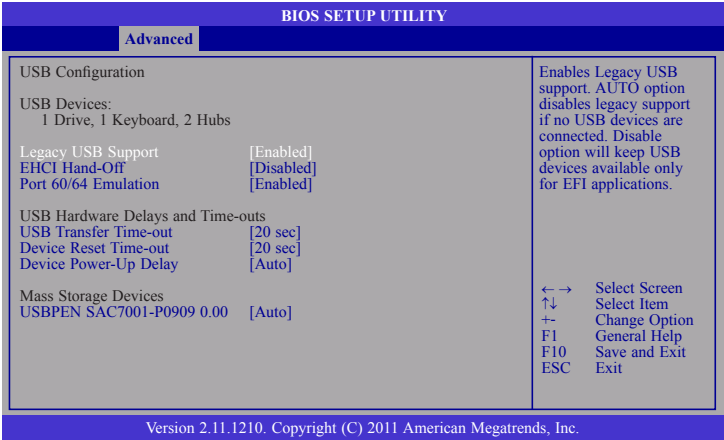 BIOS SETUP UTILITY
Advanced
USB Configuration
USB Devices:
1 Drive, 1 Keyboard, 2 Hubs
Legacy USB Support [Enabled]
EHCI Hand-Off [Disabled]
Port 60/64 Emulation [Enabled]
USB Hardware Delays and Time-outs
USB Transfer Time-out [20 sec]
Device Reset Time-out [20 sec]
Device Power-Up Delay [Auto]
Mass Storage Devices
USBPEN SAC7001-P0909 0.00 [Auto]
Enables Legacy USB
support. AUTO option
disables legacy support
if no USB devices are
connected. Disable
option will keep USB
devices available only
for EFI applications.
←→ Select Screen
↑↓ Select Item
+- Change Option
F1 General Help
F10 Save and Exit
ESC Exit
Version 2.11.1210. Copyright (C) 2011 American Megatrends, Inc.